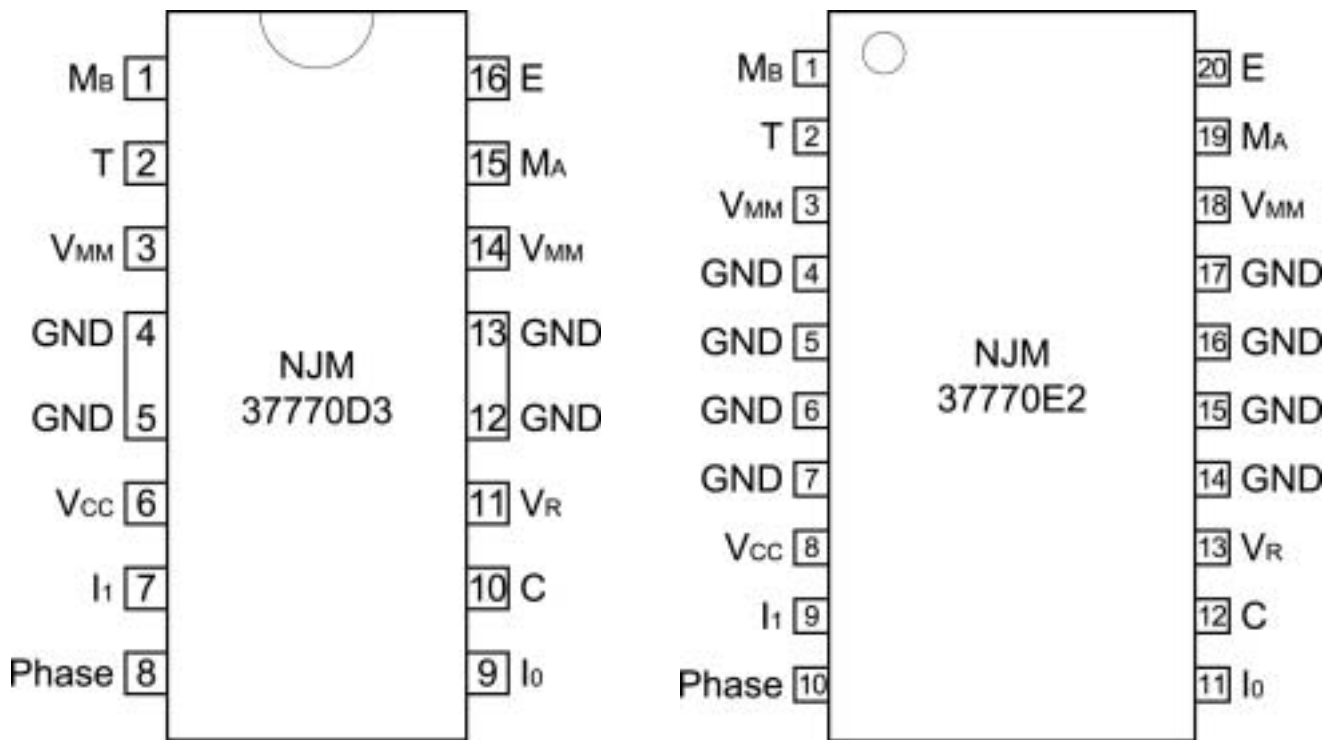 MB 1
T 2
VMM 3
GND 4
GND 5
VCC 6
I1 7
Phase 8
NJM
37770D3
16 E
15 MA
14 VMM
13 GND
12 GND
11 VR
10 C
9 I0
MB 1
T 2
VMM 3
GND 4
GND 5
GND 6
GND 7
VCC 8
I1 9
Phase 10
NJM
37770E2
20 E
19 MA
18 VMM
17 GND
16 GND
15 GND
14 GND
13 VR
12 C
11 I0